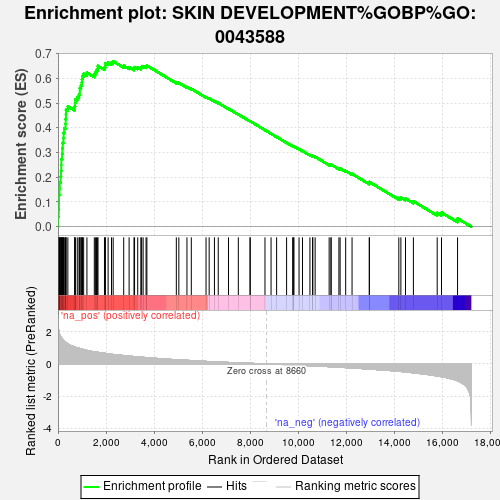 Enrichment plot: SKIN DEVELOPMENT%GOBP%GO:
0043588
Enrichment score (ES)
0.7
0.6
0.5
0.4
0.3
0.2
0.1
0.0
'na_pos' (positively correlated)
Ranked list metric (PreRanked)
2
0
-2
-4
Zero cross at 8660
'na_neg' (negatively correlated)
0
2,000
4,000
6,000
8,000
10,000
12,000
14,000
16,000
18,000
Rank in Ordered Dataset
Enrichment profile
Hits
Ranking metric scores